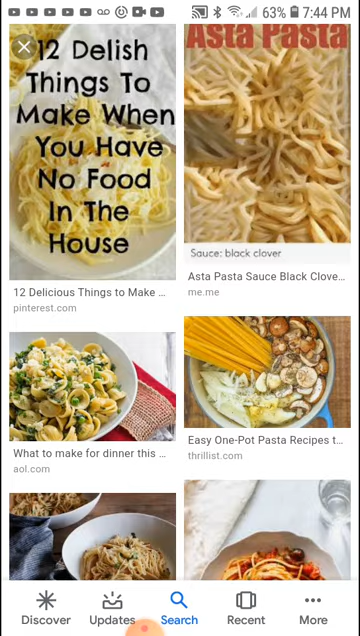 63% 7:44 PM
12 Delish
Things To
Make When
You Have
No Food
In The
House
12 Delicious Things to Make ...
pinterest.com
Asta Pasta
Sauce: black clover
Asta Pasta Sauce Black Clove...
me.me
What to make for dinner this ...
aol.com
Easy One-Pot Pasta Recipes t...
thrillist.com
Discover Updates Search Recent More